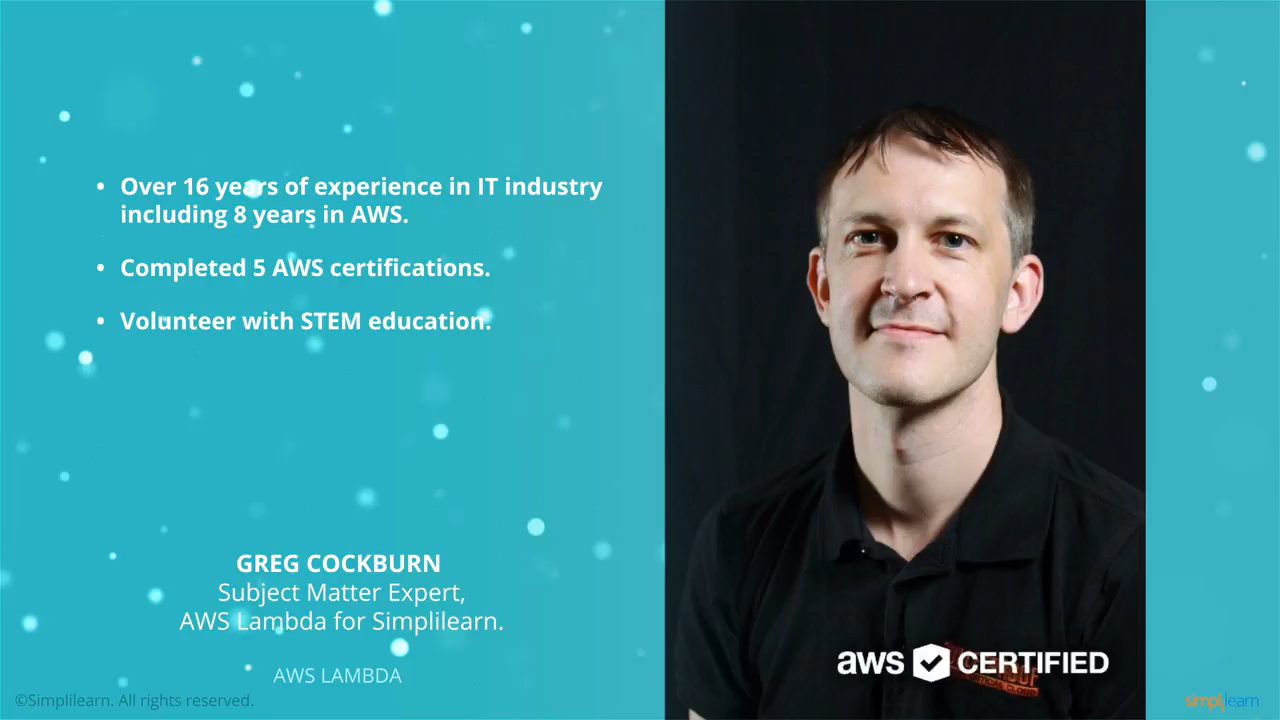 • Over 16 years of experience in IT industry
including 8 years in AWS.
• Completed 5 AWS certifications.
• Volunteer with STEM education.
GREG COCKBURN
Subject Matter Expert,
AWS Lambda for Simplilearn.
AWS LAMBDA
©Simplilearn. All rights reserved.
aws CERTIFIED
simplilearn